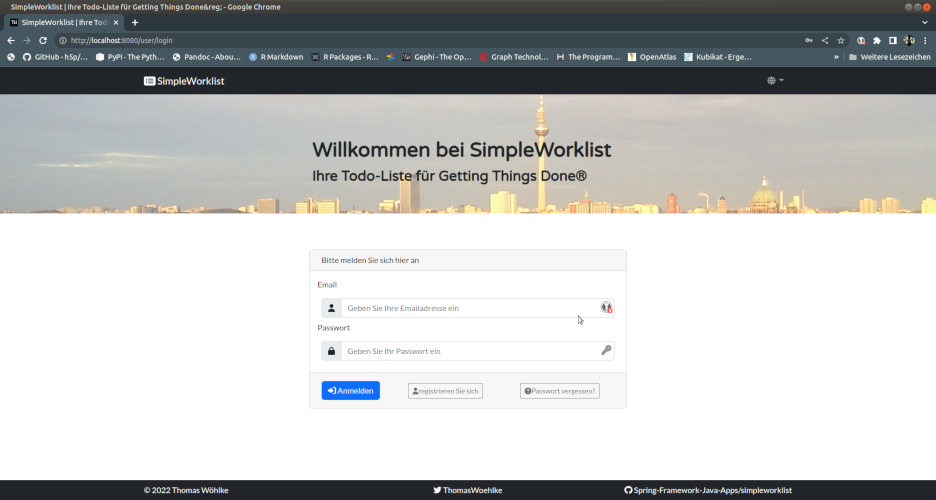 SimpleWorklist | Ihre Todo-Liste für Getting Things Done&reg; - Google Chrome
SimpleWorklist | Ihre Tod
http://localhost:8080/user/login
GitHub - h5p/... PyPI · The Pyth... Pandoc - Abou... R Markdown R Packages - R... Gephi - The Op... Graph Technol... The Program... OpenAtlas Kubikat - Erge... » Weitere Lesezeichen
SimpleWorklist
Willkommen bei SimpleWorklist
Ihre Todo-Liste für Getting Things Done®
Bitte melden Sie sich hier an
Email
Geben Sie Ihre Emailadresse ein
Passwort
Geben Sie Ihr Passwort ein
Anmelden registrieren Sie sich Passwort vergessen?
© 2022 Thomas Wöhlke ThomasWoehlke Spring-Framework-Java-Apps/simpleworklist